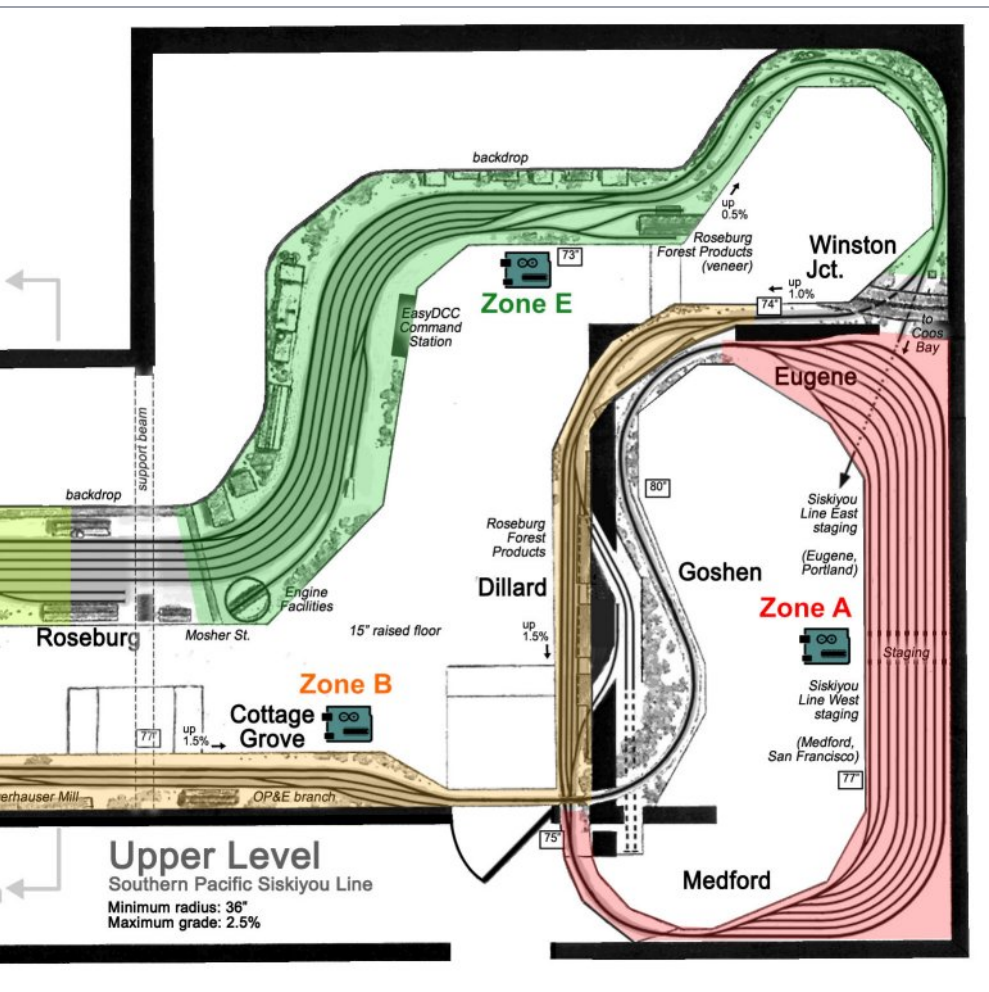 backdrop
up
0.5%
Roseburg
Forest Products
(veneer)
Winston
Jct.
73"
Zone E
up
1.0%
74"
EasyDCC
Command
Station
to
Coos
Bay
Eugene
support beam
backdrop
80"
Siskiyou
Line East
staging
(Eugene,
Portland)
Roseburg
Forest
Products
Dillard
Goshen
Zone A
Engine
Facilities
Roseburg
Mosher St.
15" raised floor
up
1.5%
Staging
Zone B
Siskiyou
Line West
staging
(Medford,
San Francisco)
Cottage
Grove
77"
up
1.5%
77"
erhauser Mill
OP&E branch
75"
Upper Level
Southern Pacific Siskiyou Line
Minimum radius: 36"
Maximum grade: 2.5%
Medford